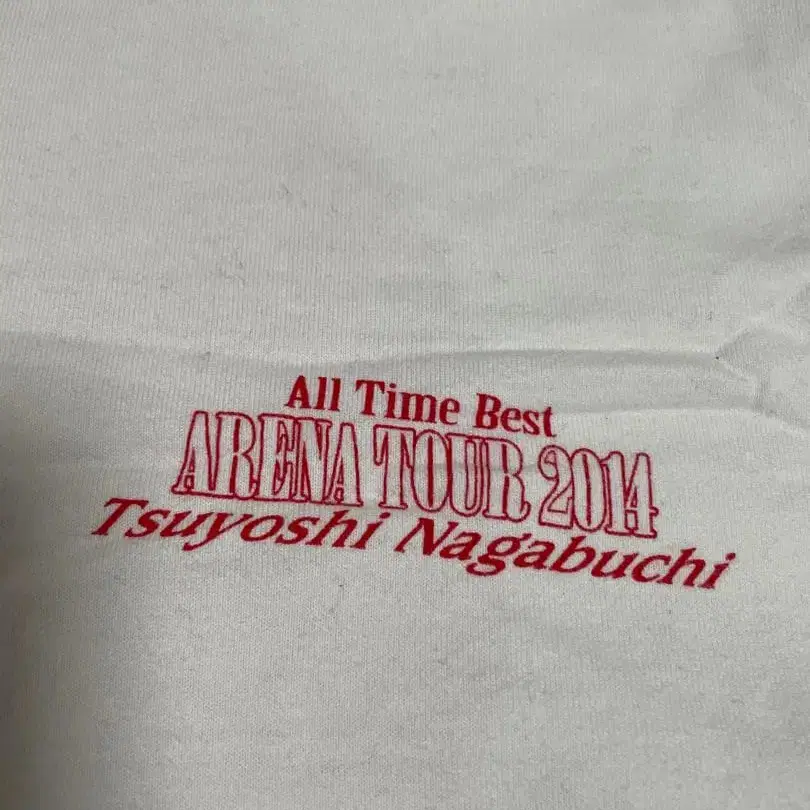 All Time Best
ARENA TOUR 2014
Tsuyoshi Nagabuchi